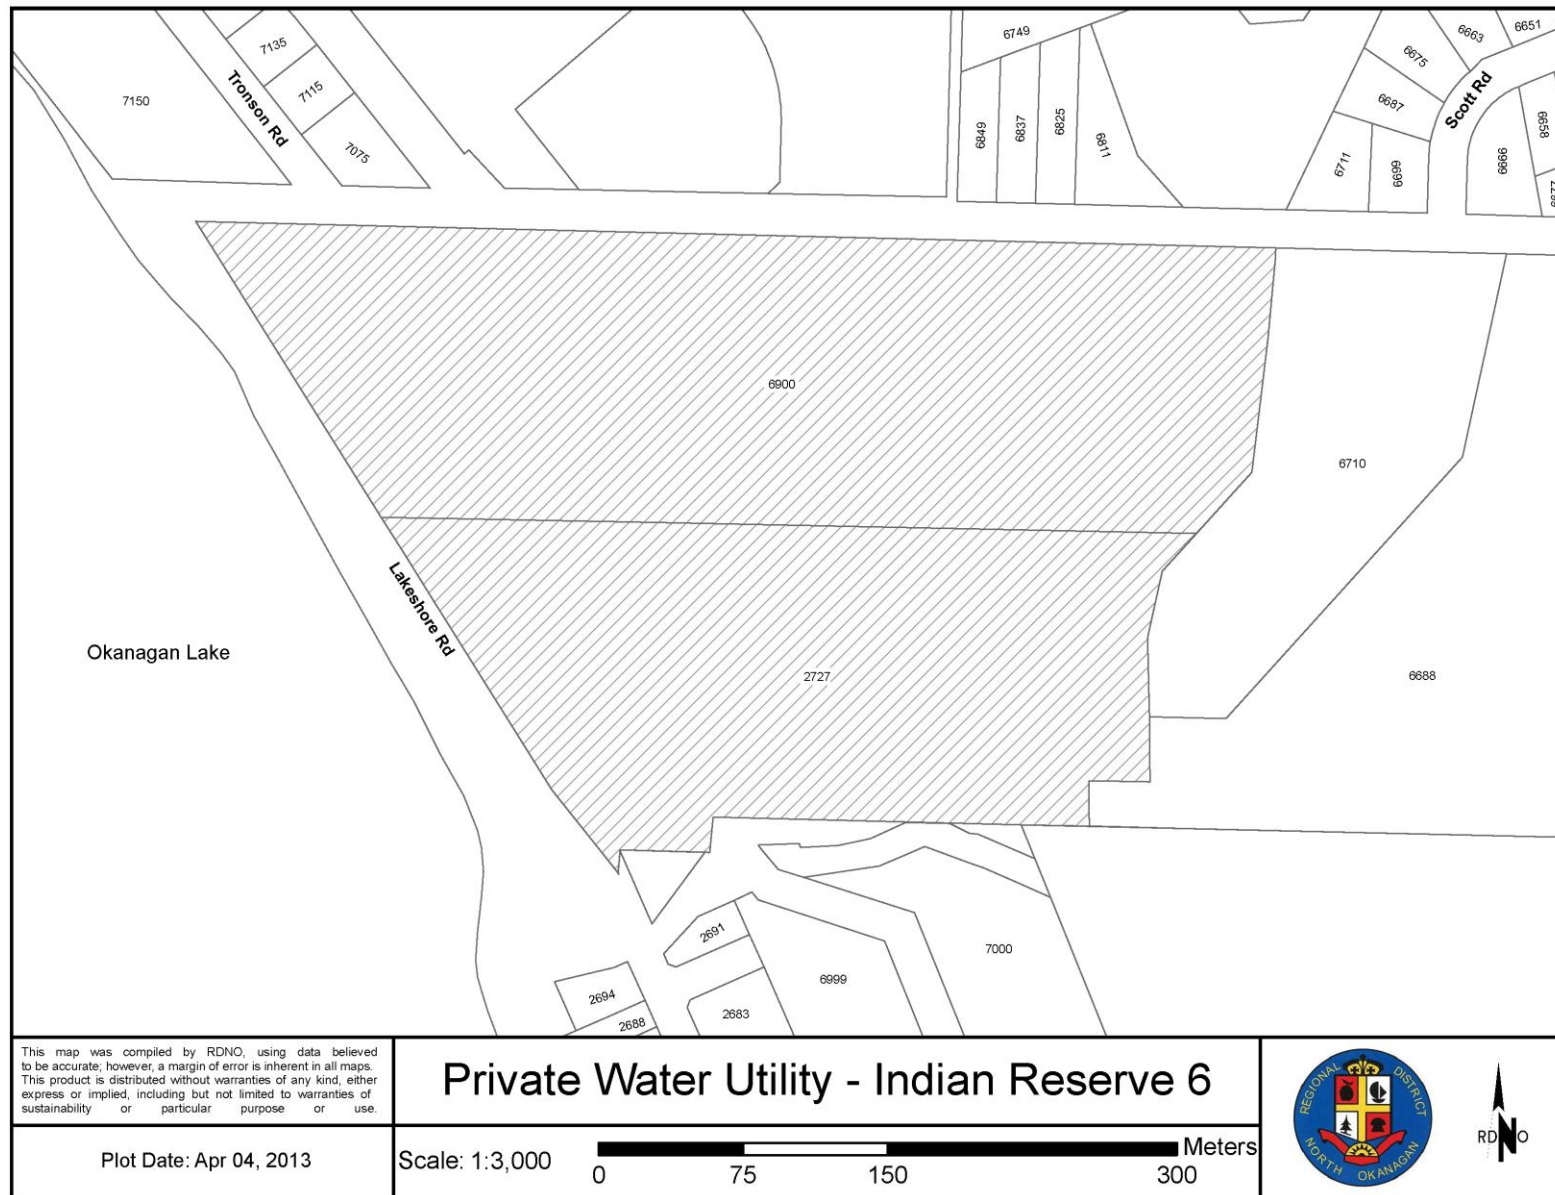 7150
7135
7115
7075
Tronson Rd
6749
6849
6837
6825
6811
6651
6663
6675
6687
Scott Rd
6711
6699
6666
6658
6900
6710
Lakeshore Rd
Okanagan Lake
2727
6688
2691
2694
2688
2683
6999
7000
This map was compiled by RDNO, using data believed
to be accurate; however, a margin of error is inherent in all maps.
This product is distributed without warranties of any kind, either
express or implied, including but not limited to warranties of
sustainability or particular purpose or use.
Plot Date: Apr 04, 2013
Private Water Utility - Indian Reserve 6
Scale: 1:3,000
Meters
0 75 150 300
REGIONAL DISTRICT
NORTH OKANAGAN
RDNO